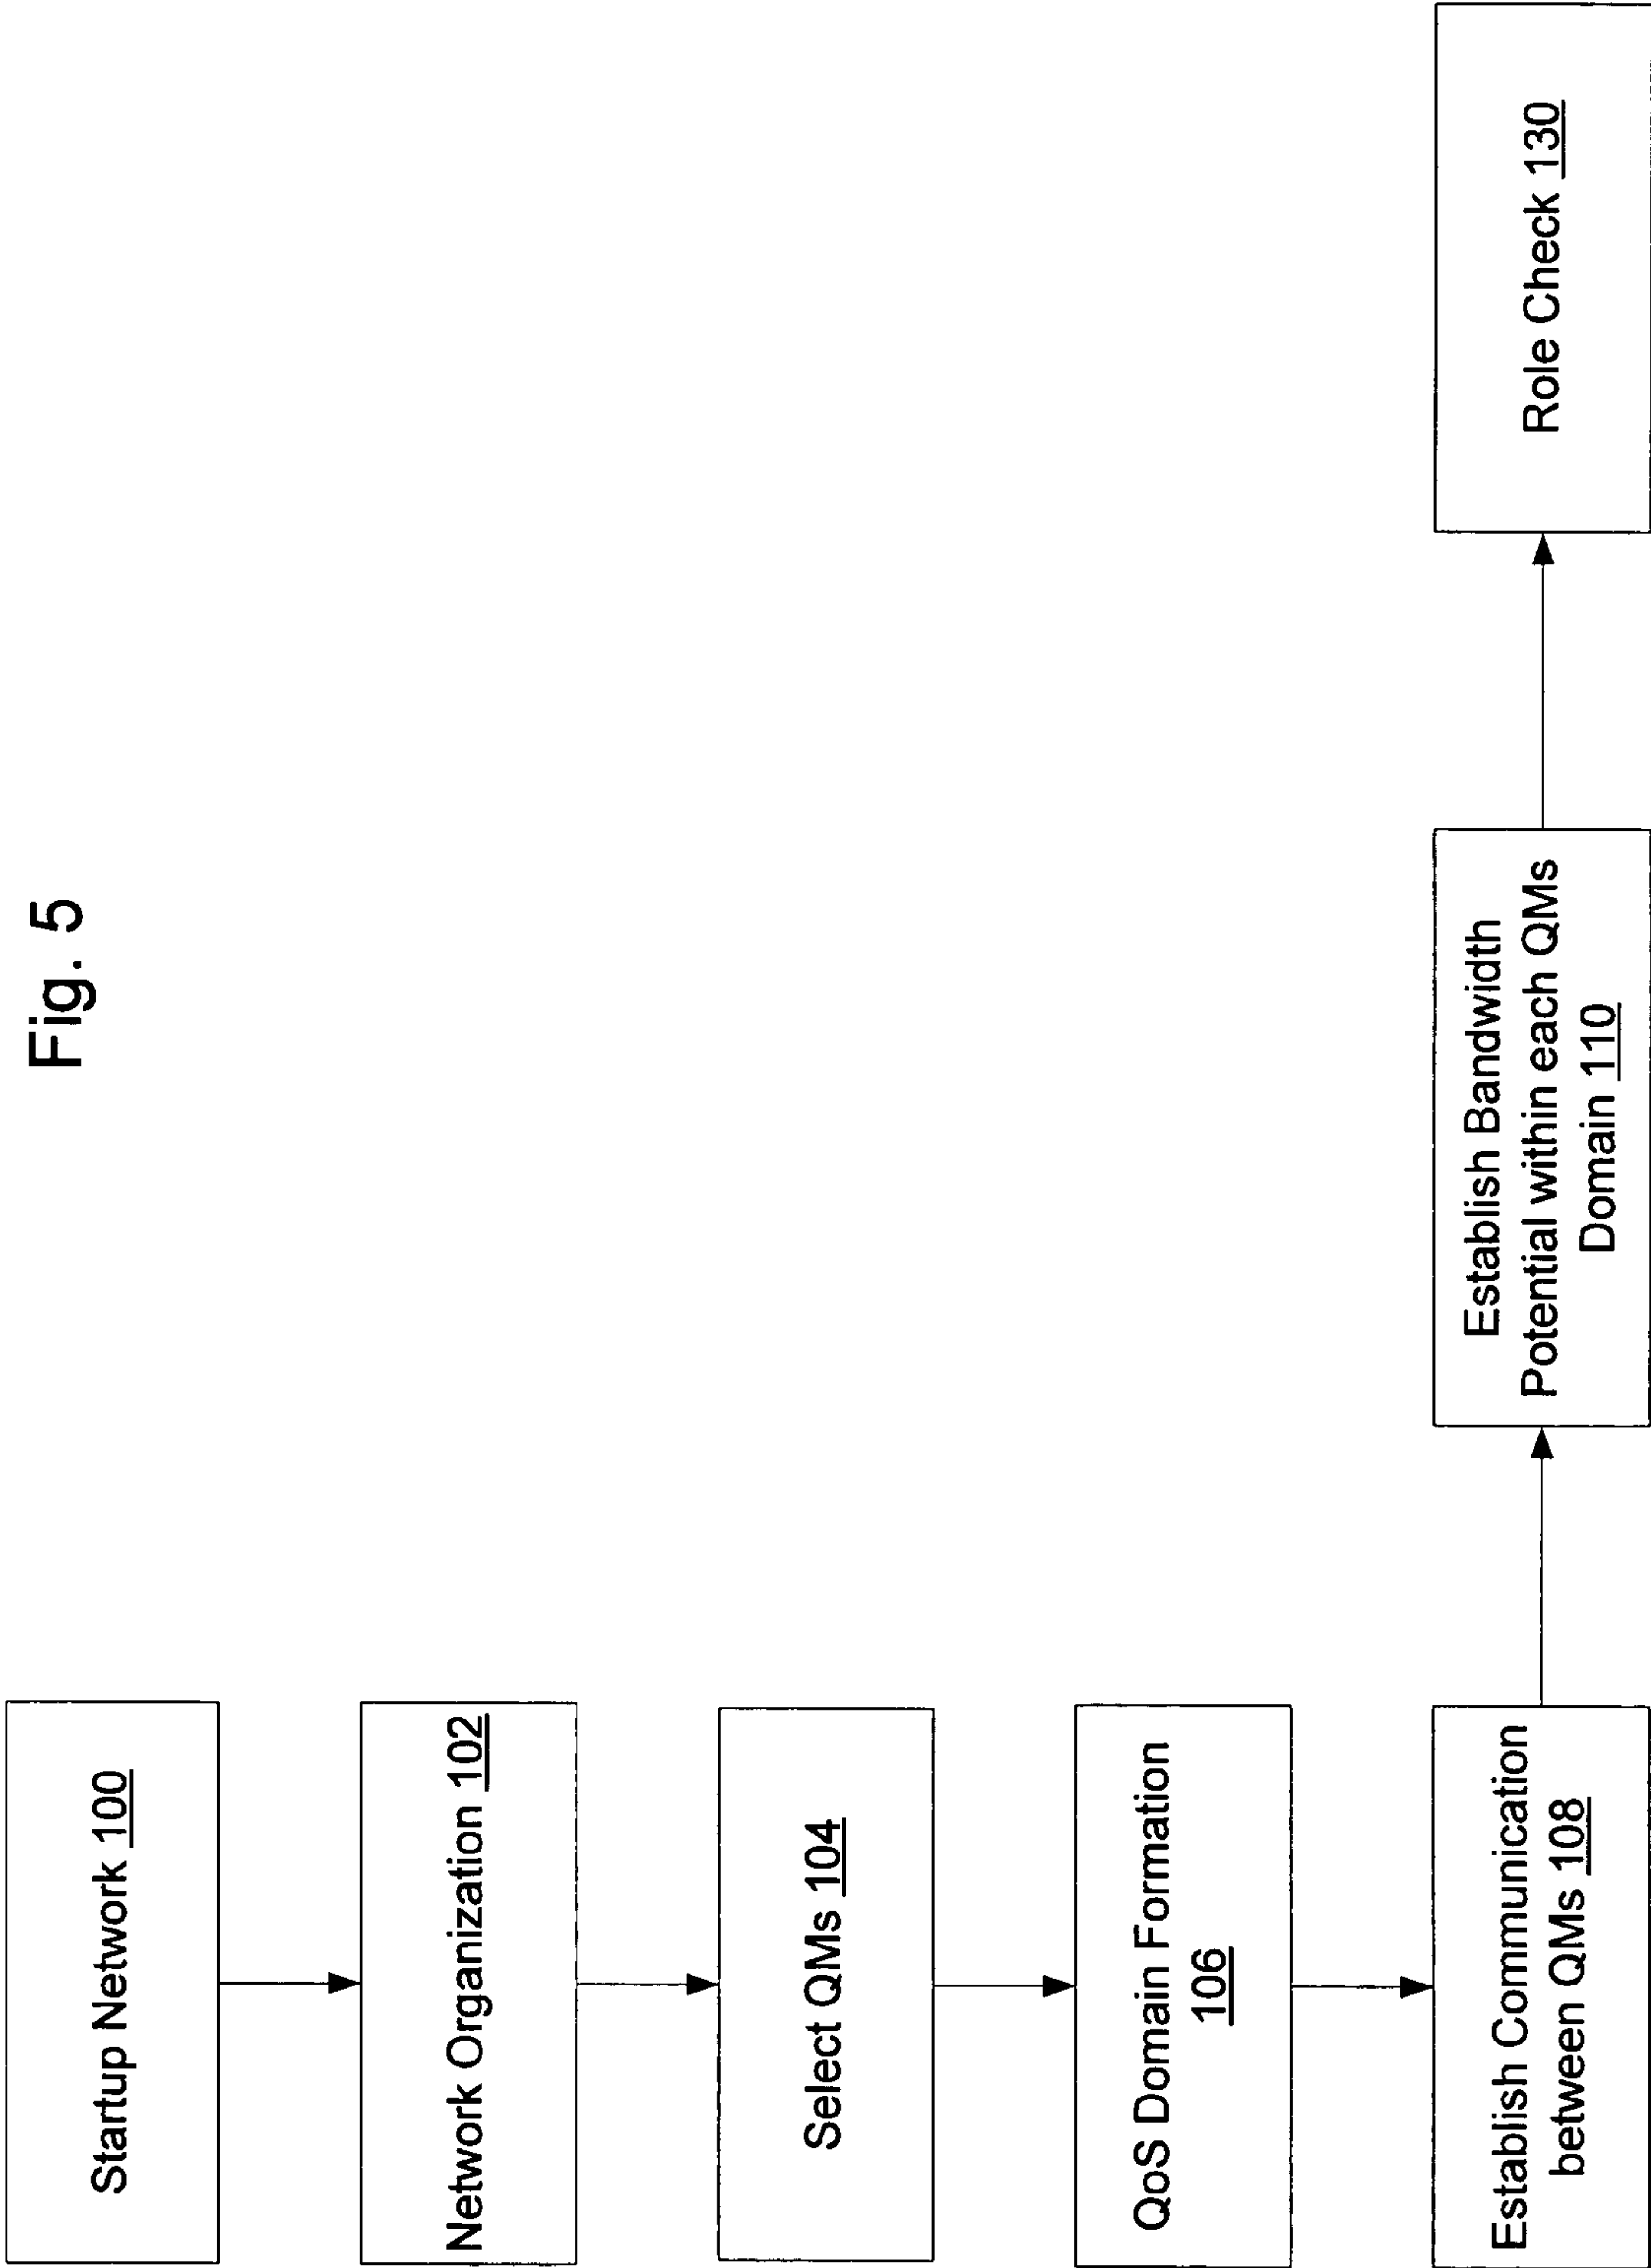 Fig. 5
Startup Network 100
Network Organization 102
Select QMs 104
QoS Domain Formation
106
Establish Communication
between QMs 108
Establish Bandwidth
Potential within each QMs
Domain 110
Role Check 130